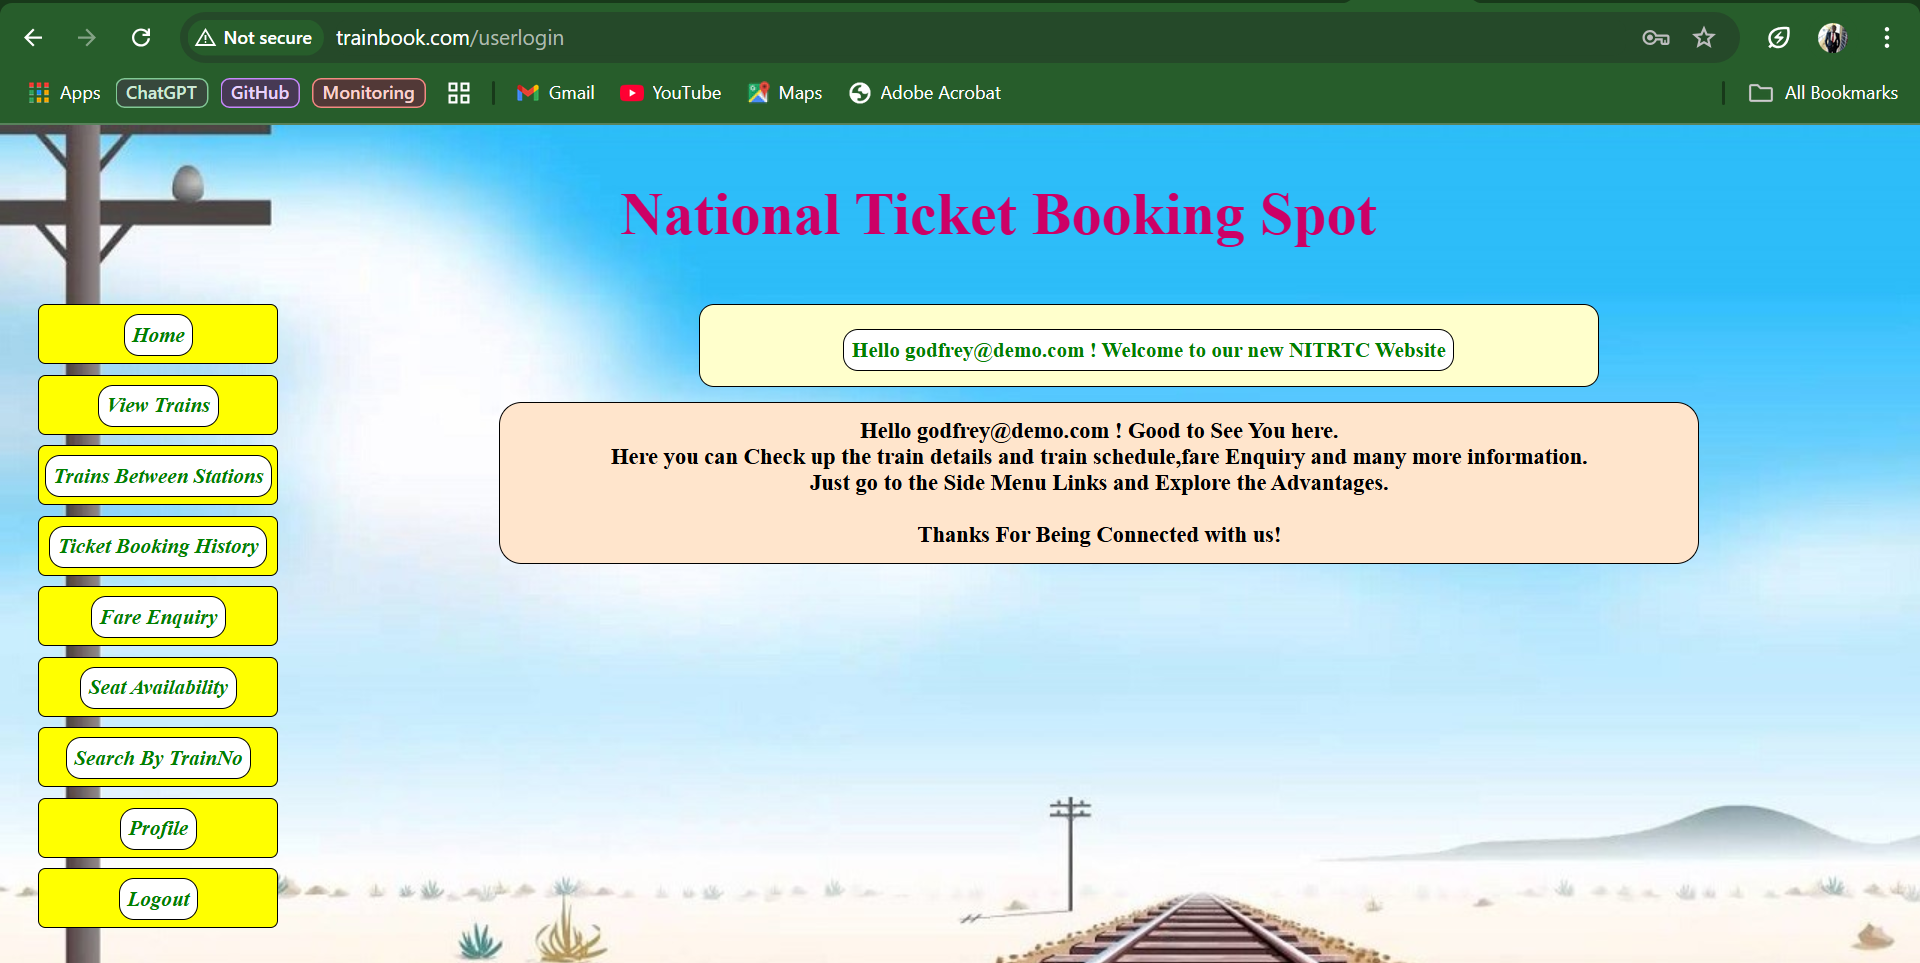 Not secure trainbook.com/userlogin
Apps ChatGPT GitHub Monitoring Gmail YouTube Maps Adobe Acrobat All Bookmarks
National Ticket Booking Spot
Home
View Trains
Trains Between Stations
Ticket Booking History
Fare Enquiry
Seat Availability
Search By TrainNo
Profile
Logout
Hello godfrey@demo.com ! Welcome to our new NITRTC Website
Hello godfrey@demo.com ! Good to See You here.
Here you can Check up the train details and train schedule,fare Enquiry and many more information.
Just go to the Side Menu Links and Explore the Advantages.
Thanks For Being Connected with us!